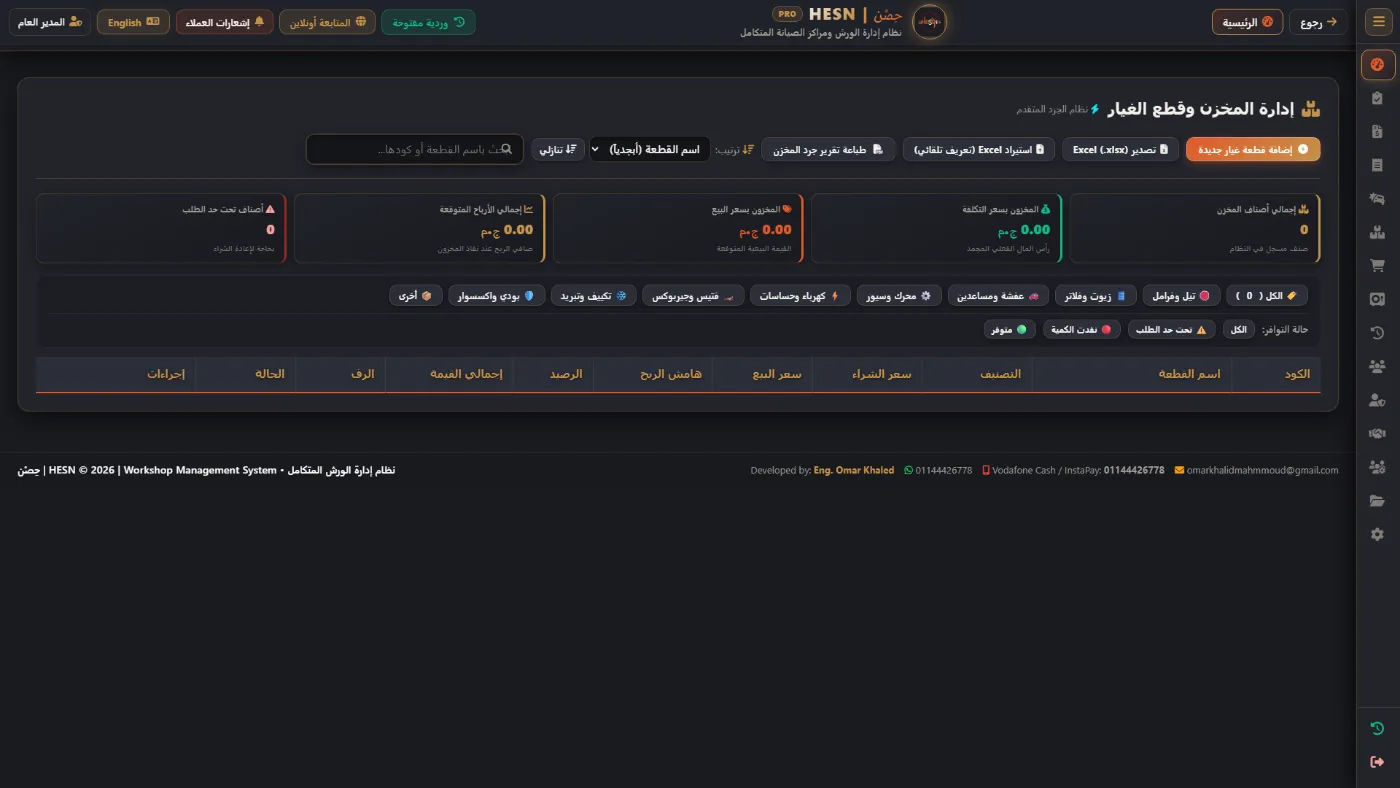 رجوع
الرئيسية
حِصْن | HESN PRO
نظام إدارة الورش ومراكز الصيانة المتكامل
وردية مفتوحة
المتابعة أونلاين
إشعارات العملاء
English
المدير العام
إدارة المخزن وقطع الغيار
نظام الجرد المتقدم
إضافة قطعة غيار جديدة
تصدير Excel (.xlsx)
استيراد Excel (تعريف تلقائي)
طباعة تقرير جرد المخزن
ترتيب:
اسم القطعة (أبجدياً)
تنازلي
بحث باسم القطعة أو كودها...
إجمالي أصناف المخزن
0
صنف مسجل في النظام
المخزون بسعر التكلفة
0.00 ج.م
رأس المال الفعلي المجمد
المخزون بسعر البيع
0.00 ج.م
القيمة البيعية المتوقعة
إجمالي الأرباح المتوقعة
0.00 ج.م
صافي الربح عند نفاذ المخزون
أصناف تحت حد الطلب
0
بحاجة لإعادة الشراء
الكل ( 0 )
تيل وفرامل
زيوت وفلاتر
عفشة ومساعدين
محرك وسيور
كهرباء وحساسات
فتيس وجيربوكس
تكييف وتبريد
بودي واكسسوار
أخرى
حالة التوافر:
الكل
تحت حد الطلب
نفدت الكمية
متوفر
الكود
اسم القطعة
التصنيف
سعر الشراء
سعر البيع
هامش الربح
الرصيد
إجمالي القيمة
الرف
الحالة
إجراءات
حِصْن | HESN © 2026 | Workshop Management System • نظام إدارة الورش المتكامل
Developed by: Eng. Omar Khaled 01144426778 Vodafone Cash / InstaPay: 01144426778 omarkhalidmahmmoud@gmail.com